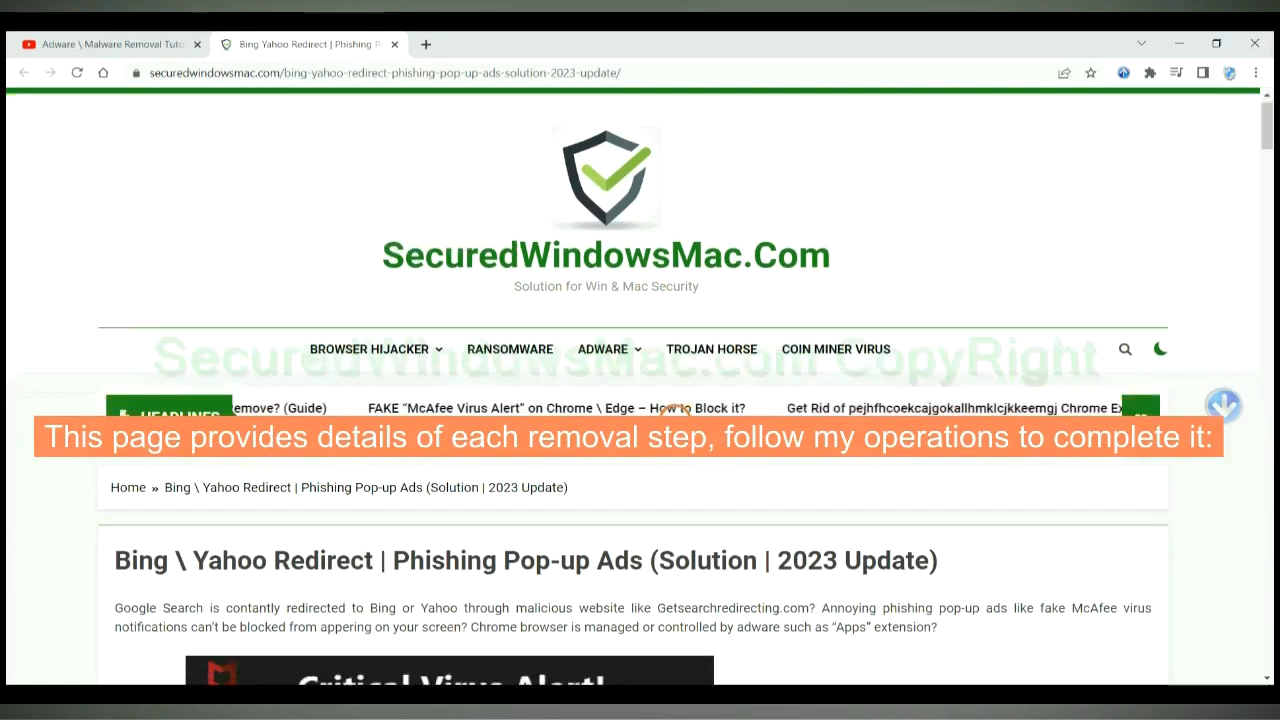 Adware \ Malware Removal Tuto
Bing Yahoo Redirect | Phishing P
securedwindowsmac.com/bing-yahoo-redirect-phishing-pop-up-ads-solution-2023-update/
SecuredWindowsMac.Com
Solution for Win & Mac Security
BROWSER HIJACKER
RANSOMWARE
ADWARE
TROJAN HORSE
COIN MINER VIRUS
SecuredWindowsMac.com CopyRight
HEADLINES
emove? (Guide)
FAKE “McAfee Virus Alert” on Chrome \ Edge – How to Block it?
Get Rid of pejhfhcoekcajgokallhmklcjkkeemgj Chrome Ex
This page provides details of each removal step, follow my operations to complete it:
Home » Bing \ Yahoo Redirect | Phishing Pop-up Ads (Solution | 2023 Update)
Bing \ Yahoo Redirect | Phishing Pop-up Ads (Solution | 2023 Update)
Google Search is contantly redirected to Bing or Yahoo through malicious website like Getsearchredirecting.com? Annoying phishing pop-up ads like fake McAfee virus
notifications can’t be blocked from appering on your screen? Chrome browser is managed or controlled by adware such as “Apps” extension?
Critical Virus Alert!